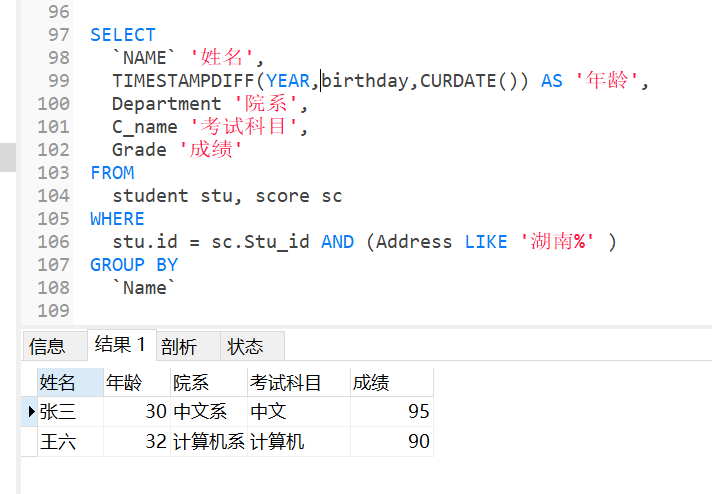 96
97 SELECT
98 `NAME` '姓名',
99 TIMESTAMPDIFF(YEAR,birthday,CURDATE()) AS '年龄',
100 Department '院系',
101 C_name '考试科目',
102 Grade '成绩'
103 FROM
104 student stu, score sc
105 WHERE
106 stu.id = sc.Stu_id AND (Address LIKE '湖南%' )
107 GROUP BY
108 `Name`
109
信息 结果 1 剖析 状态
姓名 年龄 院系 考试科目 成绩
张三 30 中文系 中文 95
王六 32 计算机系 计算机 90